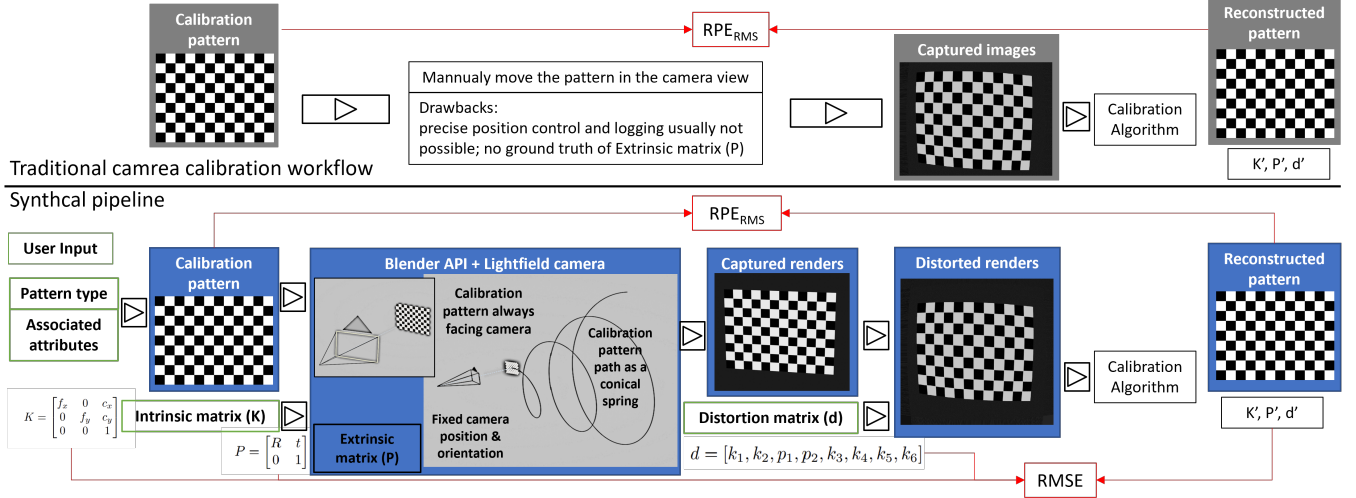 Calibration
pattern
RPE_RMS
Reconstructed
pattern
Captured images
Mannualy move the pattern in the camera view
Drawbacks:
precise position control and logging usually not
possible; no ground truth of Extrinsic matrix (P)
Calibration
Algorithm
K’, P’, d’
Traditional camrea calibration workflow
Synthcal pipeline
RPE_RMS
User Input
Pattern type
Associated
attributes
Calibration
pattern
Blender API + Lightfield camera
Calibration
pattern always
facing camera
Calibration
pattern
path as a
conical
spring
Fixed camera
position &
orientation
Captured renders
Distorted renders
Reconstructed
pattern
Calibration
Algorithm
K’, P’, d’
K = [f_x 0 c_x
0 f_y c_y
0 0 1]
Intrinsic matrix (K)
P = [R t
0 1]
Extrinsic
matrix (P)
Distortion matrix (d)
d = [k_1, k_2, p_1, p_2, k_3, k_4, k_5, k_6]
RMSE